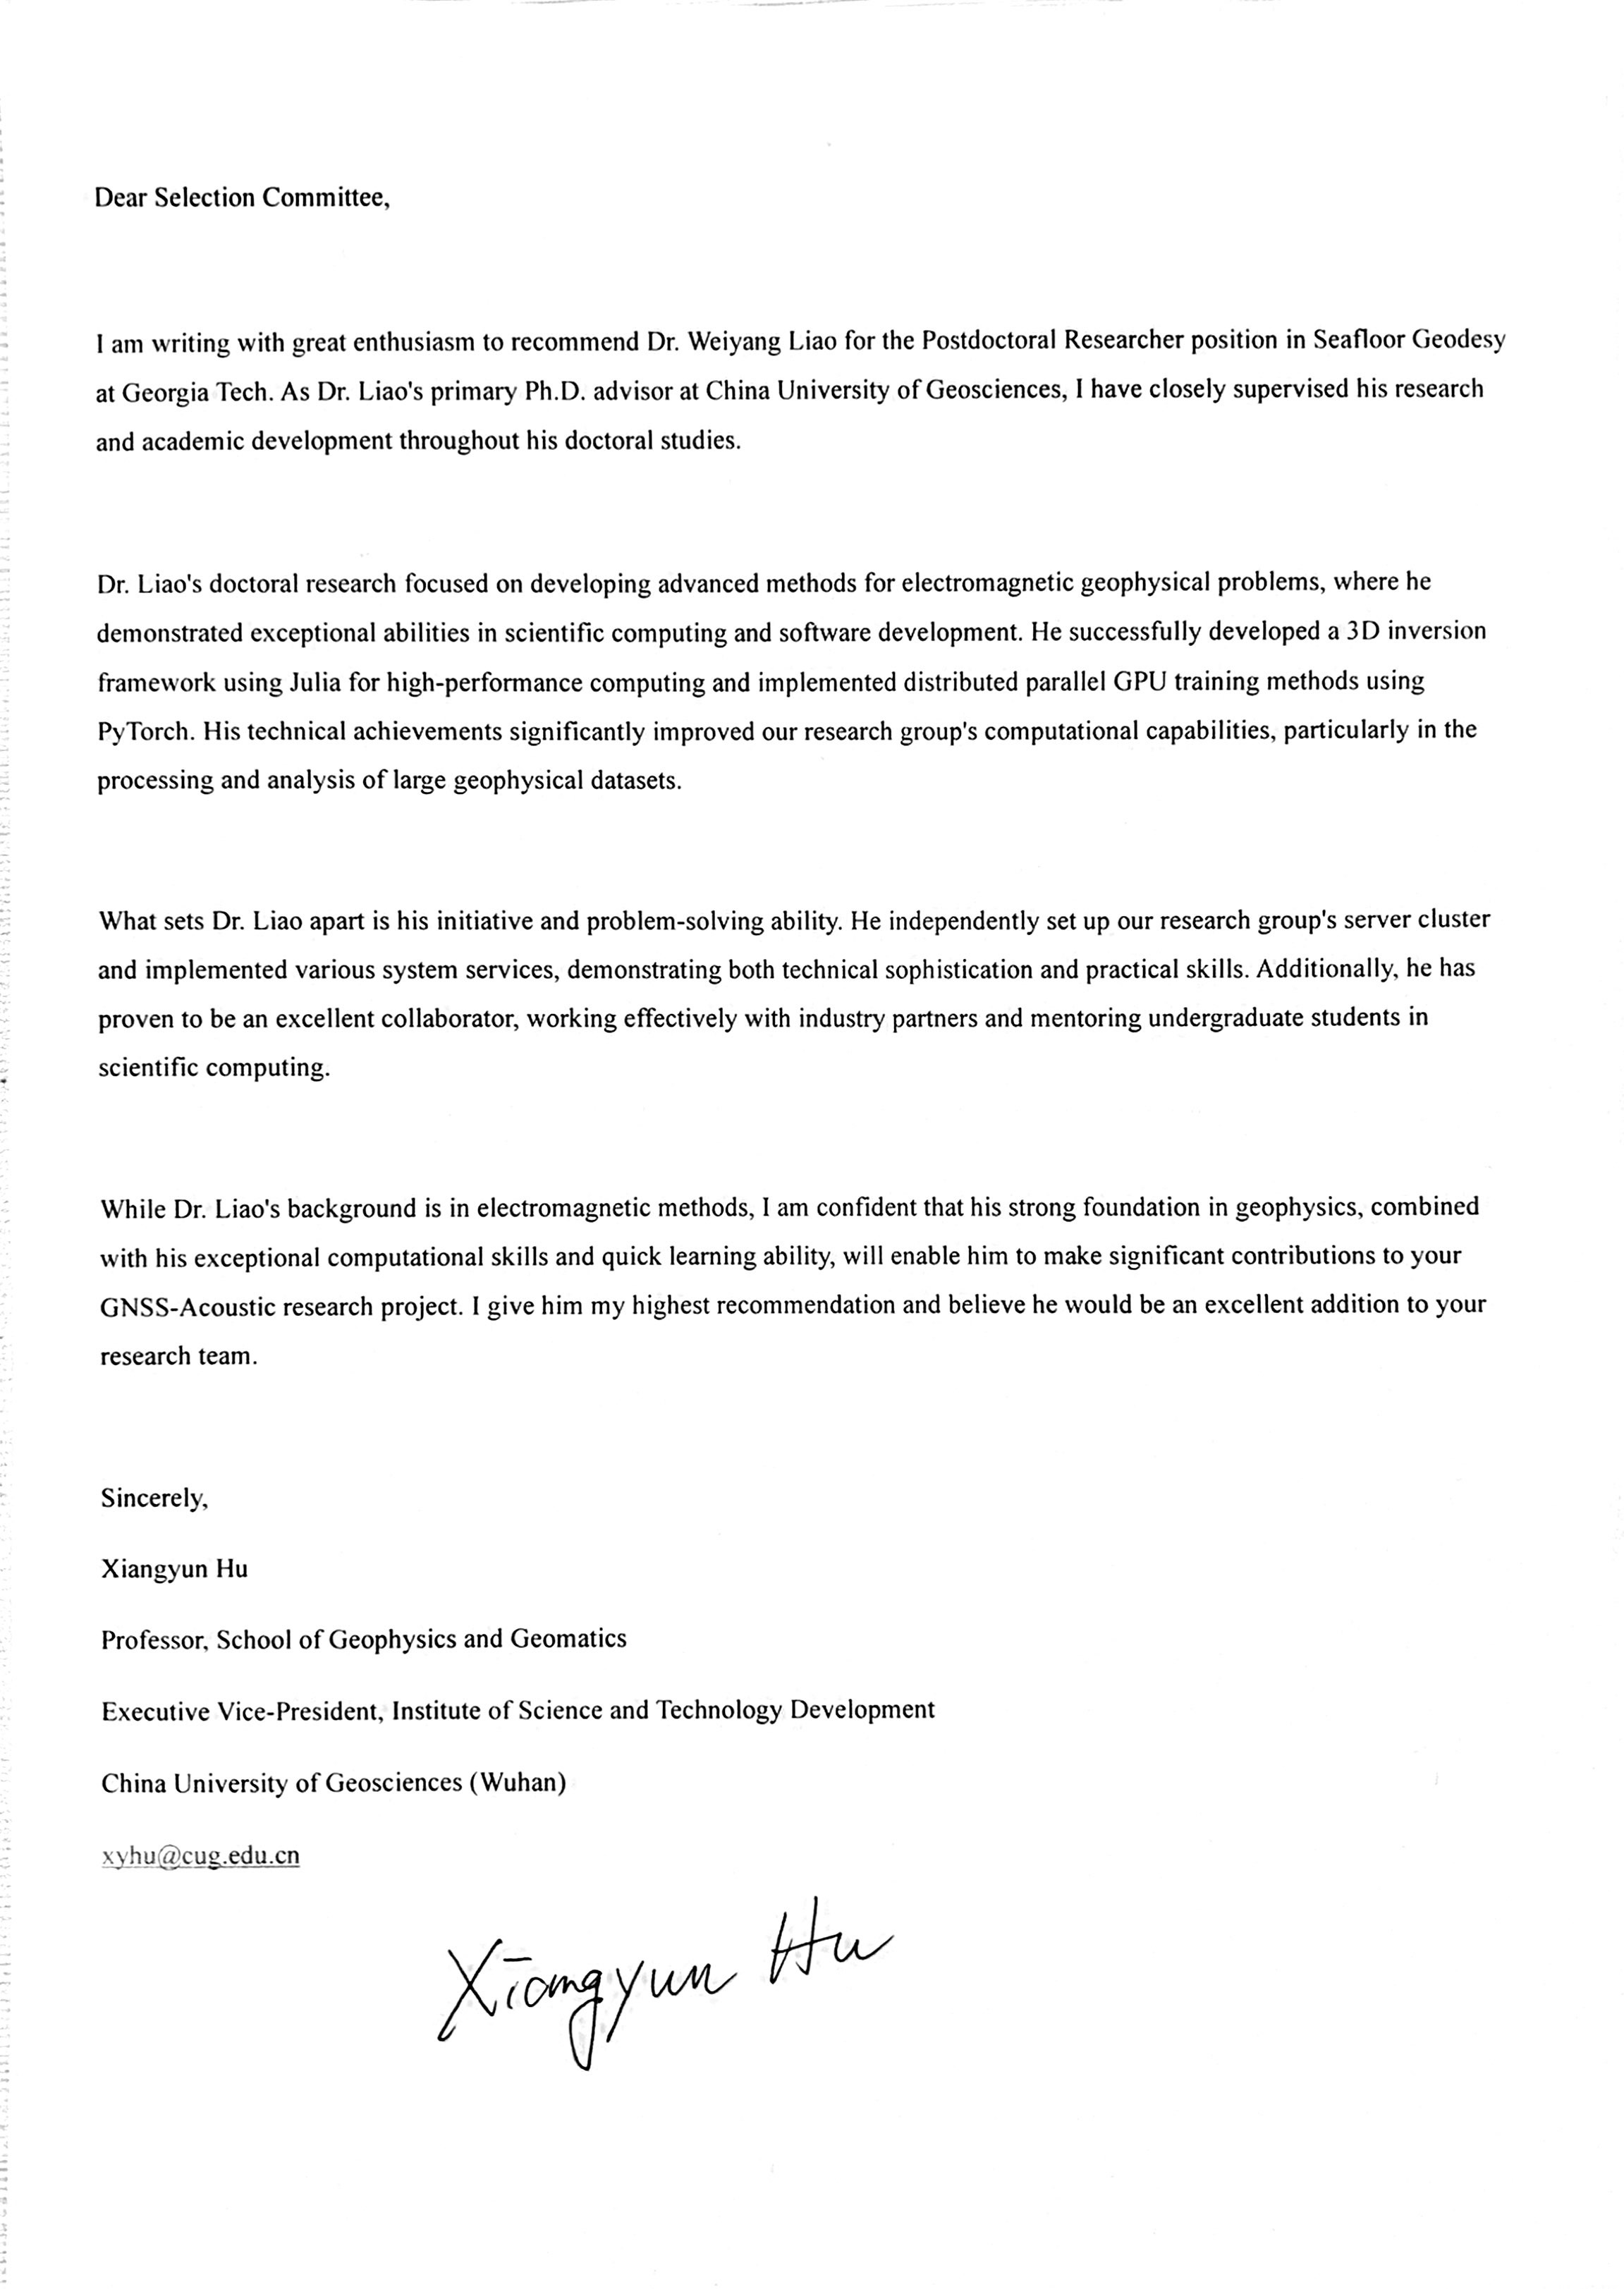 Dear Selection Committee,
I am writing with great enthusiasm to recommend Dr. Weiyang Liao for the Postdoctoral Researcher position in Seafloor Geodesy
at Georgia Tech. As Dr. Liao's primary Ph.D. advisor at China University of Geosciences, I have closely supervised his research
and academic development throughout his doctoral studies.
Dr. Liao's doctoral research focused on developing advanced methods for electromagnetic geophysical problems, where he
demonstrated exceptional abilities in scientific computing and software development. He successfully developed a 3D inversion
framework using Julia for high-performance computing and implemented distributed parallel GPU training methods using
PyTorch. His technical achievements significantly improved our research group's computational capabilities, particularly in the
processing and analysis of large geophysical datasets.
What sets Dr. Liao apart is his initiative and problem-solving ability. He independently set up our research group's server cluster
and implemented various system services, demonstrating both technical sophistication and practical skills. Additionally, he has
proven to be an excellent collaborator, working effectively with industry partners and mentoring undergraduate students in
scientific computing.
While Dr. Liao's background is in electromagnetic methods, I am confident that his strong foundation in geophysics, combined
with his exceptional computational skills and quick learning ability, will enable him to make significant contributions to your
GNSS-Acoustic research project. I give him my highest recommendation and believe he would be an excellent addition to your
research team.
Sincerely,
Xiangyun Hu
Professor, School of Geophysics and Geomatics
Executive Vice-President, Institute of Science and Technology Development
China University of Geosciences (Wuhan)
xyhu@cug.edu.cn
Xiangyun Hu